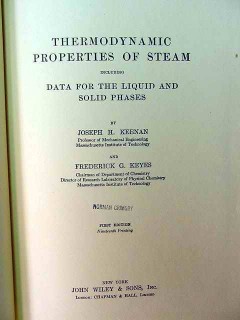 THERMODYNAMIC
PROPERTIES OF STEAM
INCLUDING
DATA FOR THE LIQUID AND
SOLID PHASES
BY
JOSEPH H. KEENAN
Professor of Mechanical Engineering
Massachusetts Institute of Technology
AND
FREDERICK G. KEYES
Chairman of Department of Chemistry
Director of Research Laboratory of Physical Chemistry
Massachusetts Institute of Technology
NORMAN
FIRST EDITION
Nineteenth Printing
NEW YORK
JOHN WILEY & SONS, INC.
London: CHAPMAN & HALL, Limited